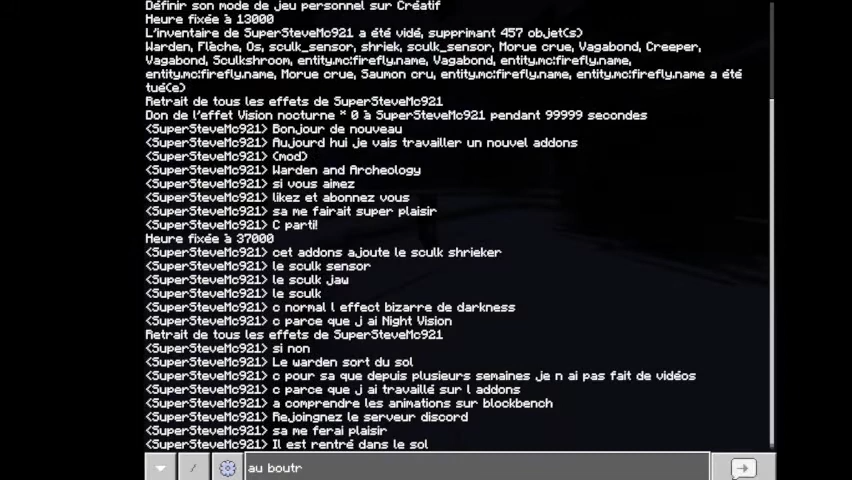 Définir son mode de jeu personnel sur Créatif
Heure fixée à 13000
L'inventaire de SuperSteveMc921 a été vidé, supprimant 457 objet(s)
Warden, Flèche, Os, sculk_sensor, shriek, sculk_sensor, Morue crue, Vagabond, Creeper,
Vagabond, Sculkshroom, entity.mc:firefly.name, Vagabond, entity.mc:firefly.name,
entity.mc:firefly.name, Morue crue, Saumon cru, entity.mc:firefly.name, entity.mc:firefly.name a été
tué(e)
Retrait de tous les effets de SuperSteveMc921
Don de l'effet Vision nocturne * 0 à SuperSteveMc921 pendant 99999 secondes
<SuperSteveMc921> Bonjour de nouveau
<SuperSteveMc921> Aujourd hui je vais travailler un nouvel addons
<SuperSteveMc921> (mod)
<SuperSteveMc921> Warden and Archeology
<SuperSteveMc921> si vous aimez
<SuperSteveMc921> likez et abonnez vous
<SuperSteveMc921> sa me fairait super plaisir
<SuperSteveMc921> C parti!
Heure fixée à 37000
<SuperSteveMc921> cet addons ajoute le sculk shrieker
<SuperSteveMc921> le sculk sensor
<SuperSteveMc921> le sculk jaw
<SuperSteveMc921> le sculk
<SuperSteveMc921> c normal l effect bizarre de darkness
<SuperSteveMc921> c parce que j ai Night Vision
Retrait de tous les effets de SuperSteveMc921
<SuperSteveMc921> si non
<SuperSteveMc921> Le warden sort du sol
<SuperSteveMc921> c pour sa que depuis plusieurs semaines je n ai pas fait de vidéos
<SuperSteveMc921> c parce que j ai travaillé sur l addons
<SuperSteveMc921> a comprendre les animations sur blockbench
<SuperSteveMc921> Rejoingnez le serveur discord
<SuperSteveMc921> sa me ferai plaisir
<SuperSteveMc921> Il est rentré dans le sol
/
au boutr